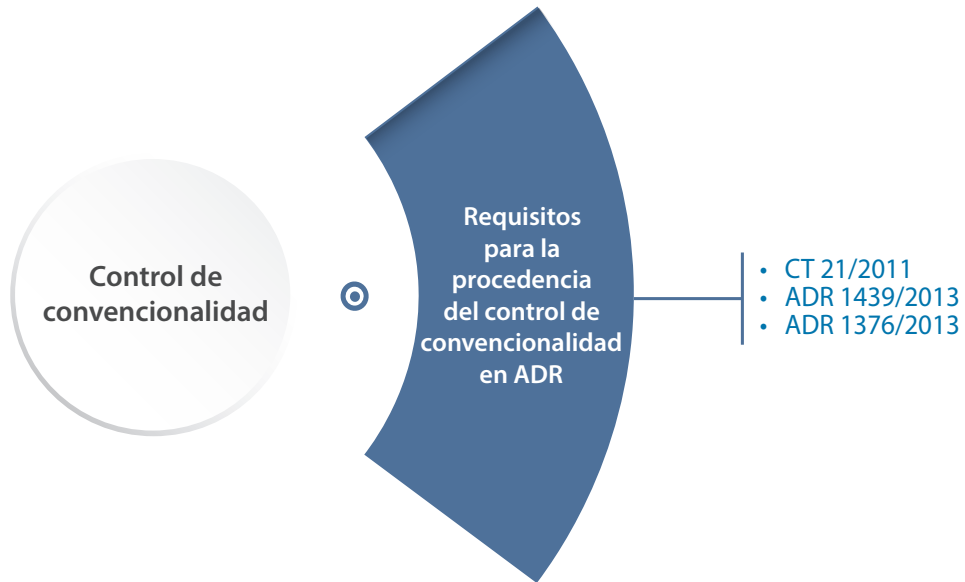 Control de
convencionalidad
Requisitos
para la
procedencia
del control de
convencionalidad
en ADR
• CT 21/2011
• ADR 1439/2013
• ADR 1376/2013